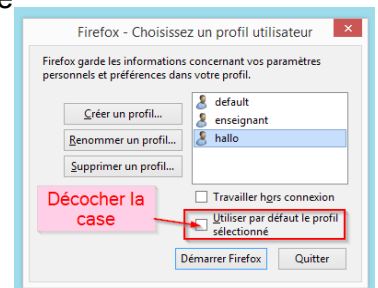 e
Firefox - Choisissez un profil utilisateur
Firefox garde les informations concernant vos paramètres
personnels et préférences dans votre profil.
Créer un profil...
Renommer un profil...
Supprimer un profil...
default
enseignant
hallo
Travailler hors connexion
Décocher la
case
Utiliser par défaut le profil
sélectionné
Démarrer Firefox
Quitter